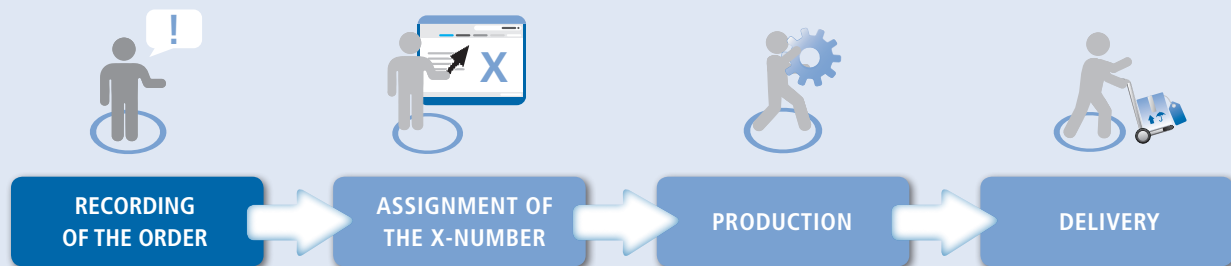 !
X
RECORDING
OF THE ORDER
ASSIGNMENT OF
THE X-NUMBER
PRODUCTION
DELIVERY